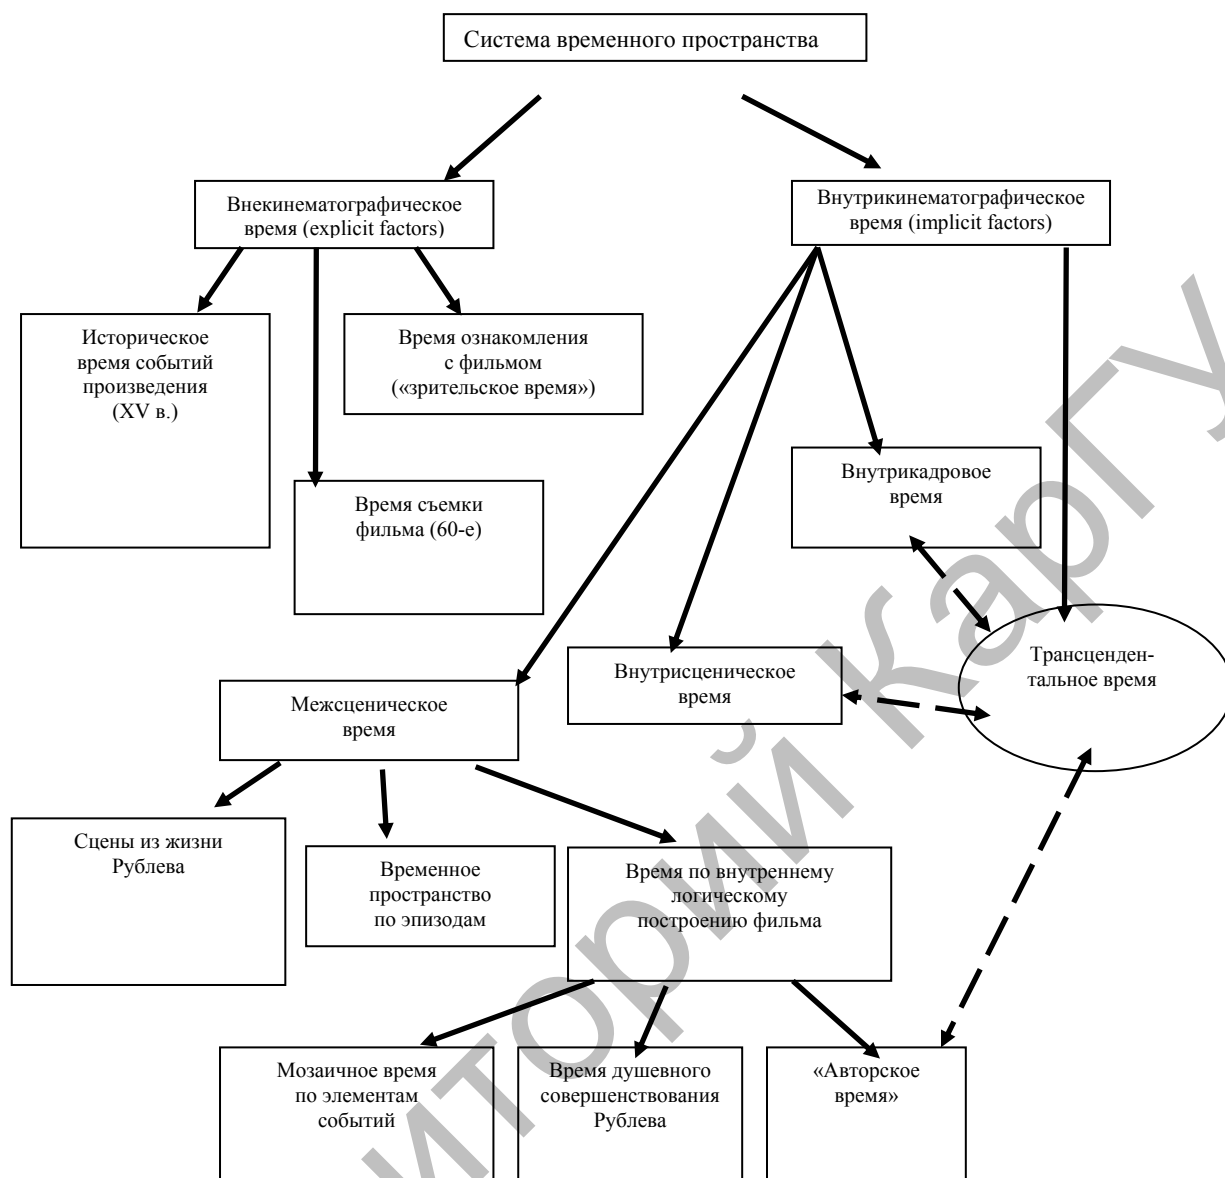 Система временного пространства
Внекинематографическое
время (explicit factors)
Внутрикинематографическое
время (implicit factors)
Историческое
время событий
произведения
(XV в.)
Время ознакомления
с фильмом
(«зрительское время»)
Время съемки
фильма (60-е)
Внутрикадровое
время
Трансценден-
тальное время
Внутрисценическое
время
Межсценическое
время
Сцены из жизни
Рублева
Временное
пространство
по эпизодам
Время по внутреннему
логическому
построению фильма
Мозаичное время
по элементам
событий
Время душевного
совершенствования
Рублева
«Авторское
время»
иторий КарГУ